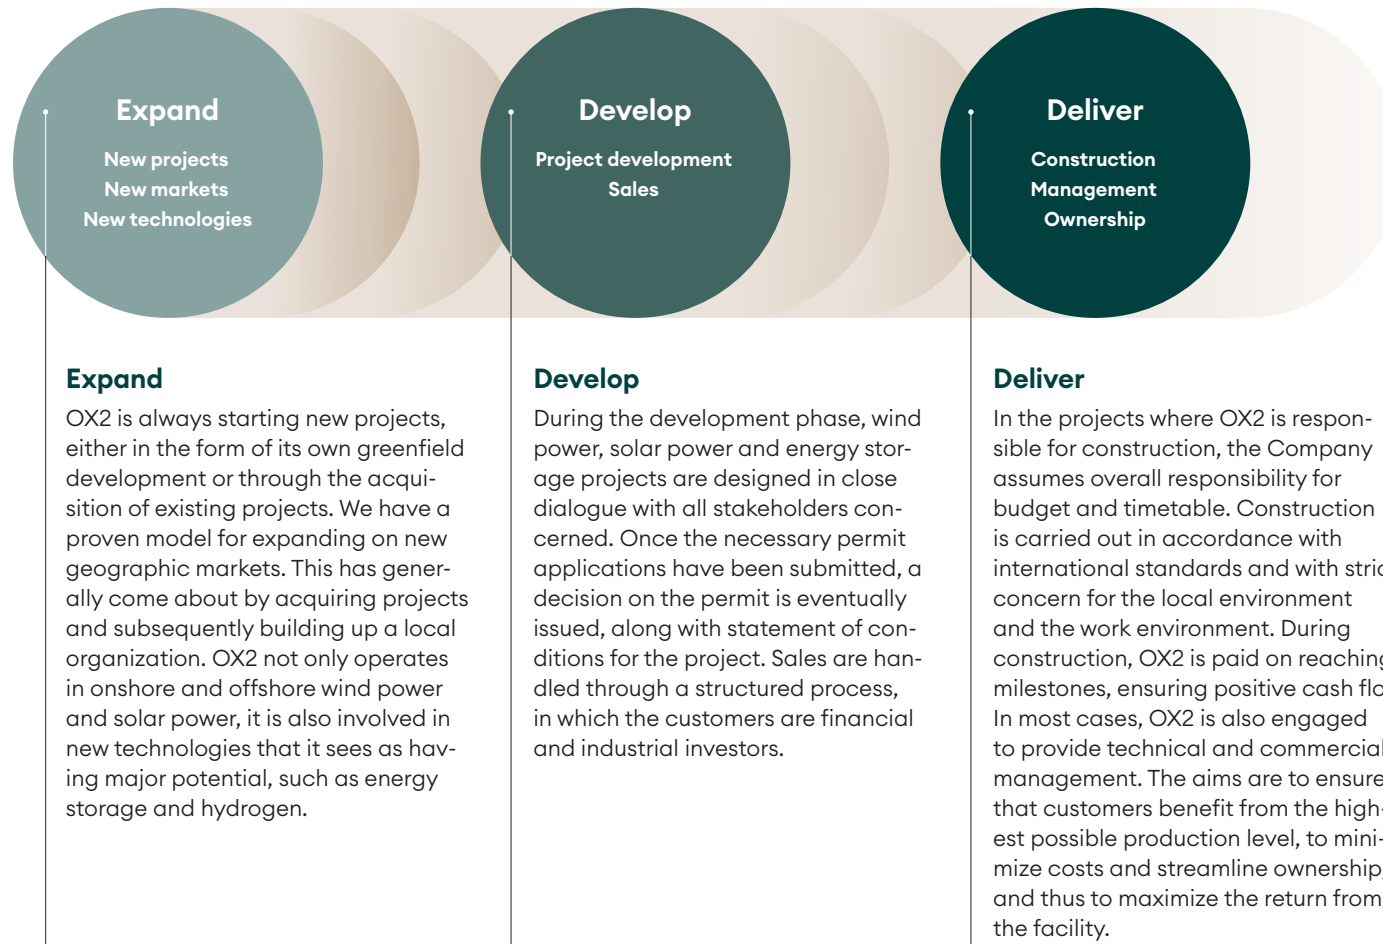 Expand
New projects
New markets
New technologies
Develop
Project development
Sales
Deliver
Construction
Management
Ownership
Expand
OX2 is always starting new projects,
either in the form of its own greenfield
development or through the acqui-
sition of existing projects. We have a
proven model for expanding on new
geographic markets. This has gener-
ally come about by acquiring projects
and subsequently building up a local
organization. OX2 not only operates
in onshore and offshore wind power
and solar power, it is also involved in
new technologies that it sees as hav-
ing major potential, such as energy
storage and hydrogen.
Develop
During the development phase, wind
power, solar power and energy stor-
age projects are designed in close
dialogue with all stakeholders con-
cerned. Once the necessary permit
applications have been submitted, a
decision on the permit is eventually
issued, along with statement of con-
ditions for the project. Sales are han-
dled through a structured process,
in which the customers are financial
and industrial investors.
Deliver
In the projects where OX2 is respon-
sible for construction, the Company
assumes overall responsibility for
budget and timetable. Construction
is carried out in accordance with
international standards and with
concern for the local environment
and the work environment. During
construction, OX2 is paid on reaching
milestones, ensuring positive cash
In most cases, OX2 is also engaged
to provide technical and commercial
management. The aims are to ensure
that customers benefit from the high-
est possible production level, to mini-
mize costs and streamline ownership,
and thus to maximize the return from
the facility.